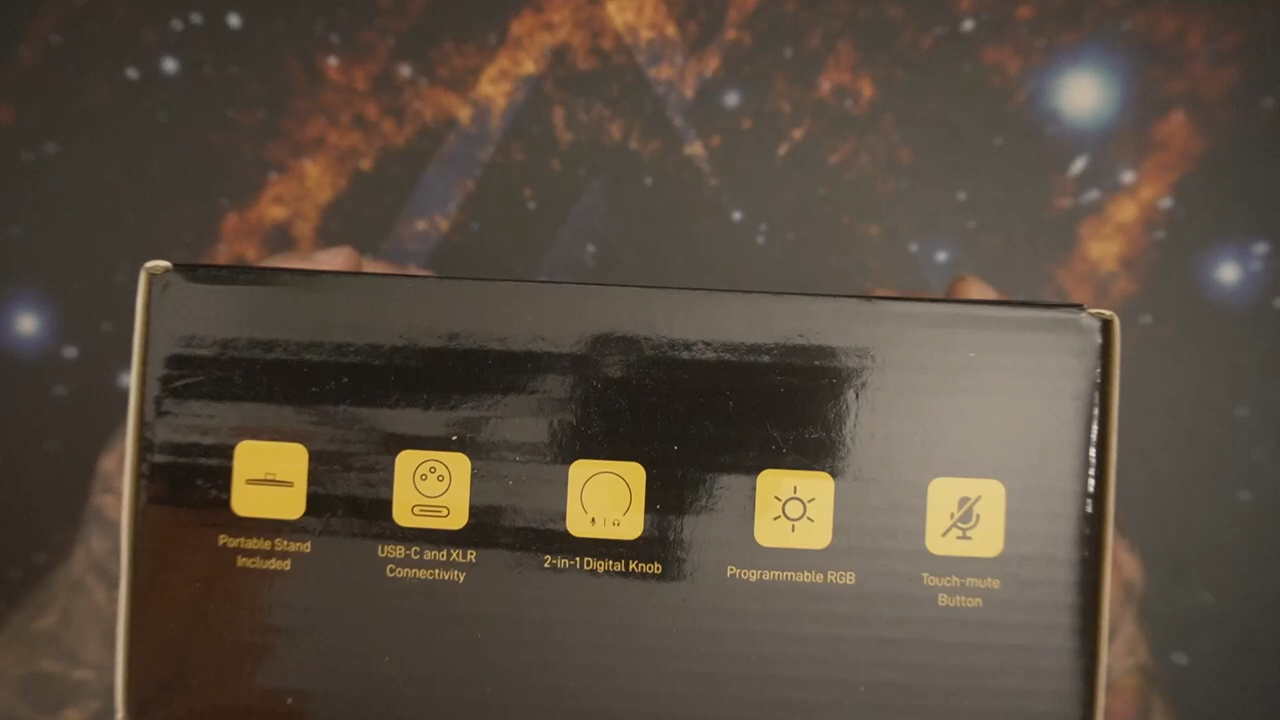 Portable Stand
Included
USB-C and XLR
Connectivity
2-in-1 Digital Knob
Programmable RGB
Touch-mute
Button